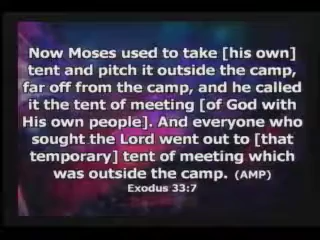 Now Moses used to take [his own]
tent and pitch it outside the camp,
far off from the camp, and he called
it the tent of meeting [of God with
His own people]. And everyone who
sought the Lord went out to [that
temporary] tent of meeting which
was outside the camp. (AMP)
Exodus 33:7